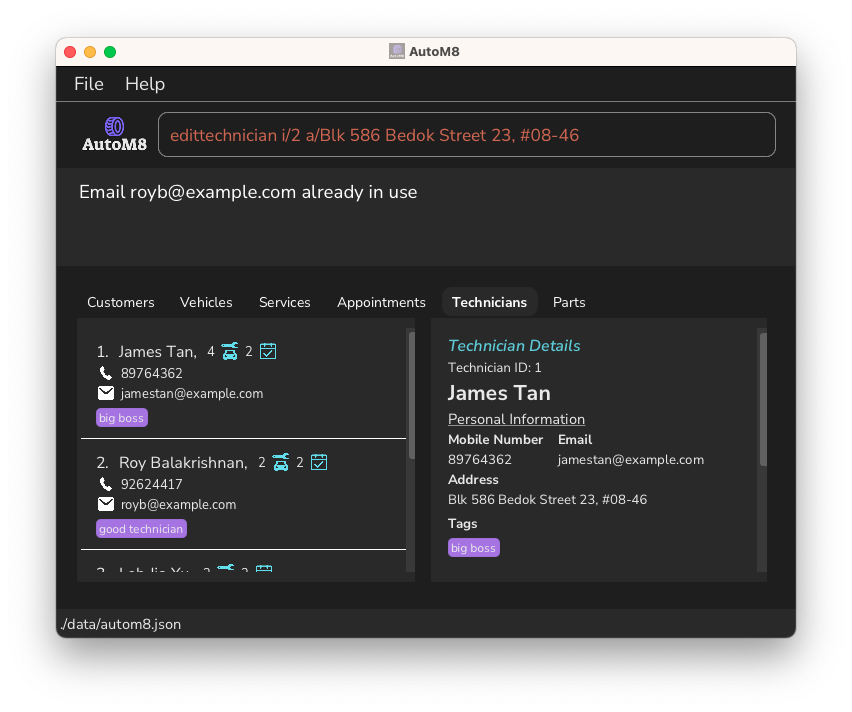 AutoM8
File Help
AutoM8
edittechnician i/2 a/Blk 586 Bedok Street 23, #08-46
Email royb@example.com already in use
Customers Vehicles Services Appointments Technicians Parts
1. James Tan, 4 2
89764362
jamestan@example.com
big boss
2. Roy Balakrishnan, 2 2
92624417
royb@example.com
good technician
Technician Details
Technician ID: 1
James Tan
Personal Information
Mobile Number Email
89764362 jamestan@example.com
Address
Blk 586 Bedok Street 23, #08-46
Tags
big boss
./data/autom8.json